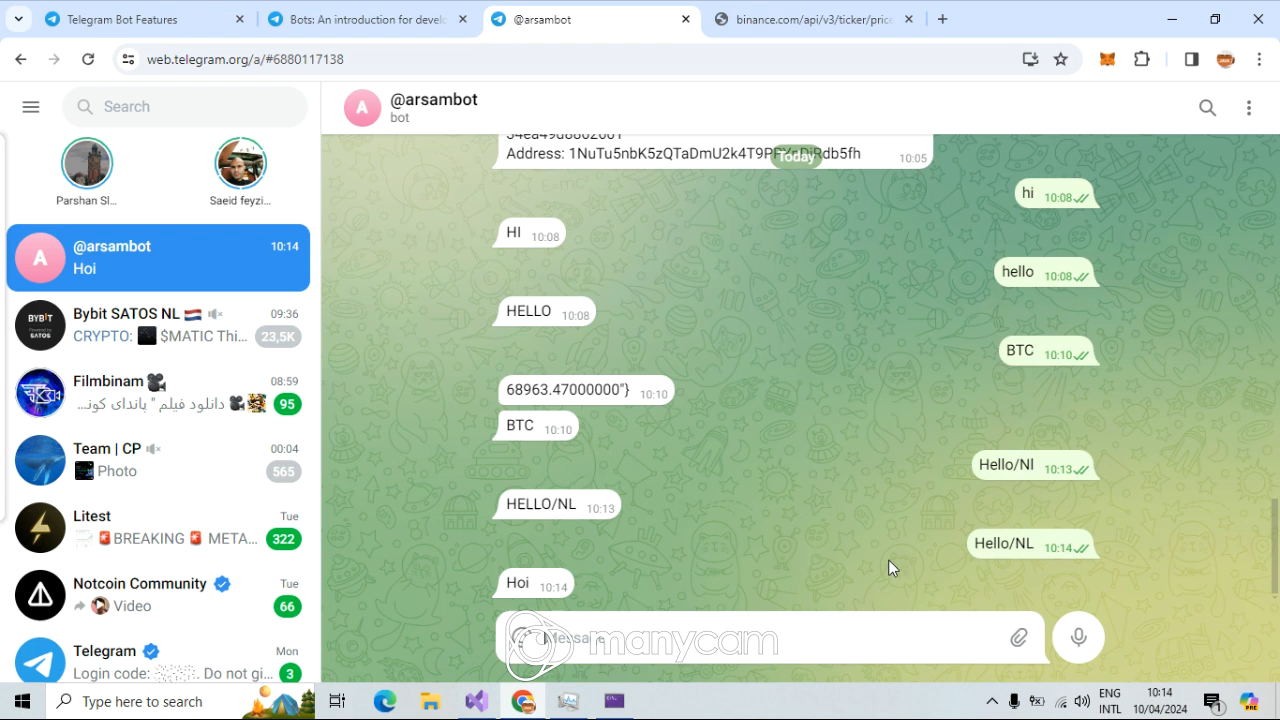 Telegram Bot Features
Bots: An introduction for develo
@arsambot
binance.com/api/v3/ticker/price
web.telegram.org/a/#6880117138
Search
@arsambot
bot
Parshan Sl...
Saeid feyzi...
@arsambot 10:14
Hoi
Bybit SATOS NL 🇳🇱 09:36
CRYPTO: $MATIC Thi... 23,5K
Filmbinam 🎥 08:59
دانلود فیلم " پاندای کونـ... 95
Team | CP 00:04
Photo 565
Litest Tue
🚨BREAKING 🚨 META... 322
Notcoin Community Tue
Video 66
Telegram Mon
Login code: Do not gi... 3
Address: 10:05
Today
hi 10:08
HI 10:08
hello 10:08
HELLO 10:08
BTC 10:10
68963.47000000"} 10:10
BTC 10:10
Hello/Nl 10:13
HELLO/NL 10:13
Hello/NL 10:14
Hoi 10:14
Message
manycam
BYBIT
A
A
Type here to search
ENG
INTL
10:14
10/04/2024
1